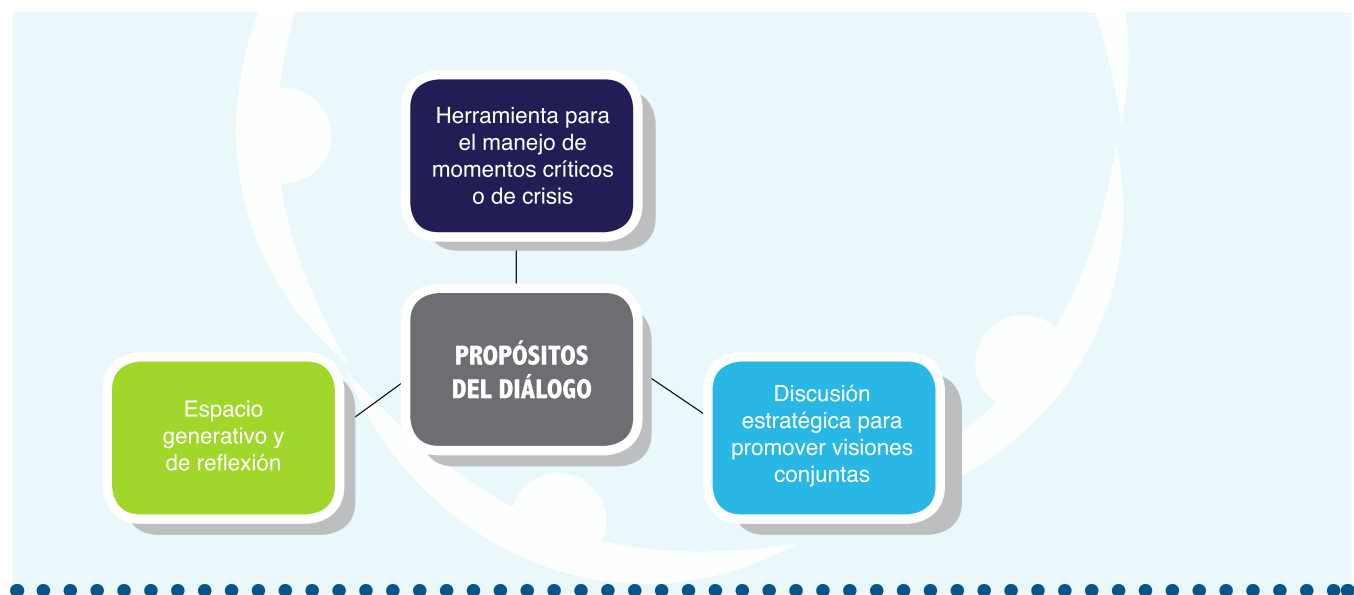 Herramienta para
el manejo de
momentos críticos
o de crisis
PROPÓSITOS
DEL DIÁLOGO
Espacio
generativo y
de reflexión
Discusión
estratégica para
promover visiones
conjuntas